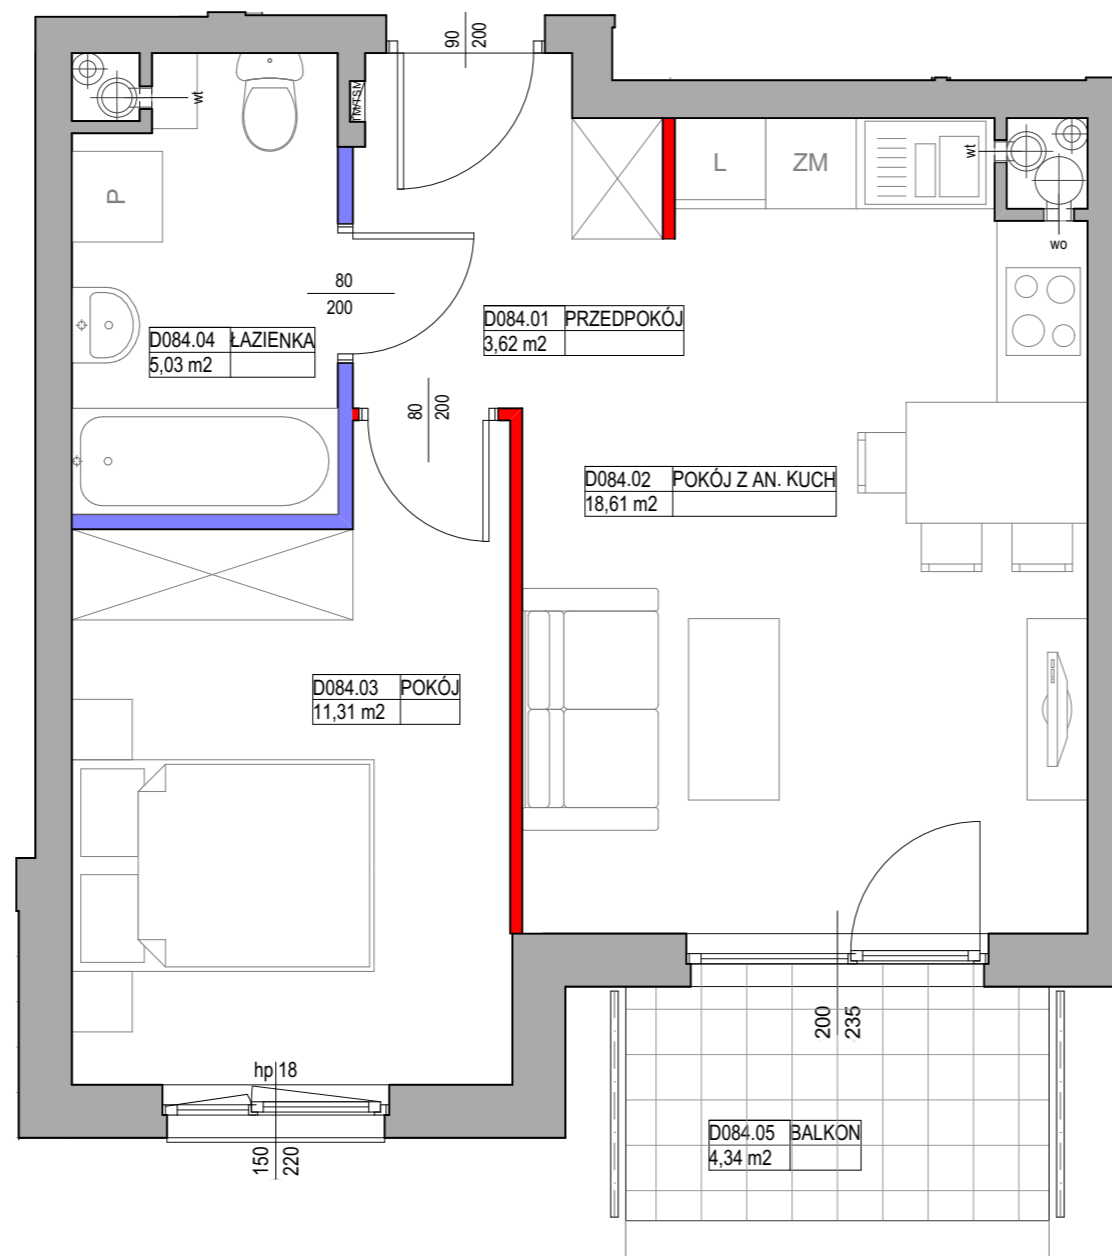 90
200
wt
TM/TSM
L
ZM
wt
P
wo
80
200
D084.01 PRZEDPOKÓJ
3,62 m2
D084.04 ŁAZIENKA
5,03 m2
80
200
D084.02 POKÓJ Z AN. KUCH
18,61 m2
D084.03 POKÓJ
11,31 m2
200
235
hp 18
150
220
D084.05 BALKON
4,34 m2